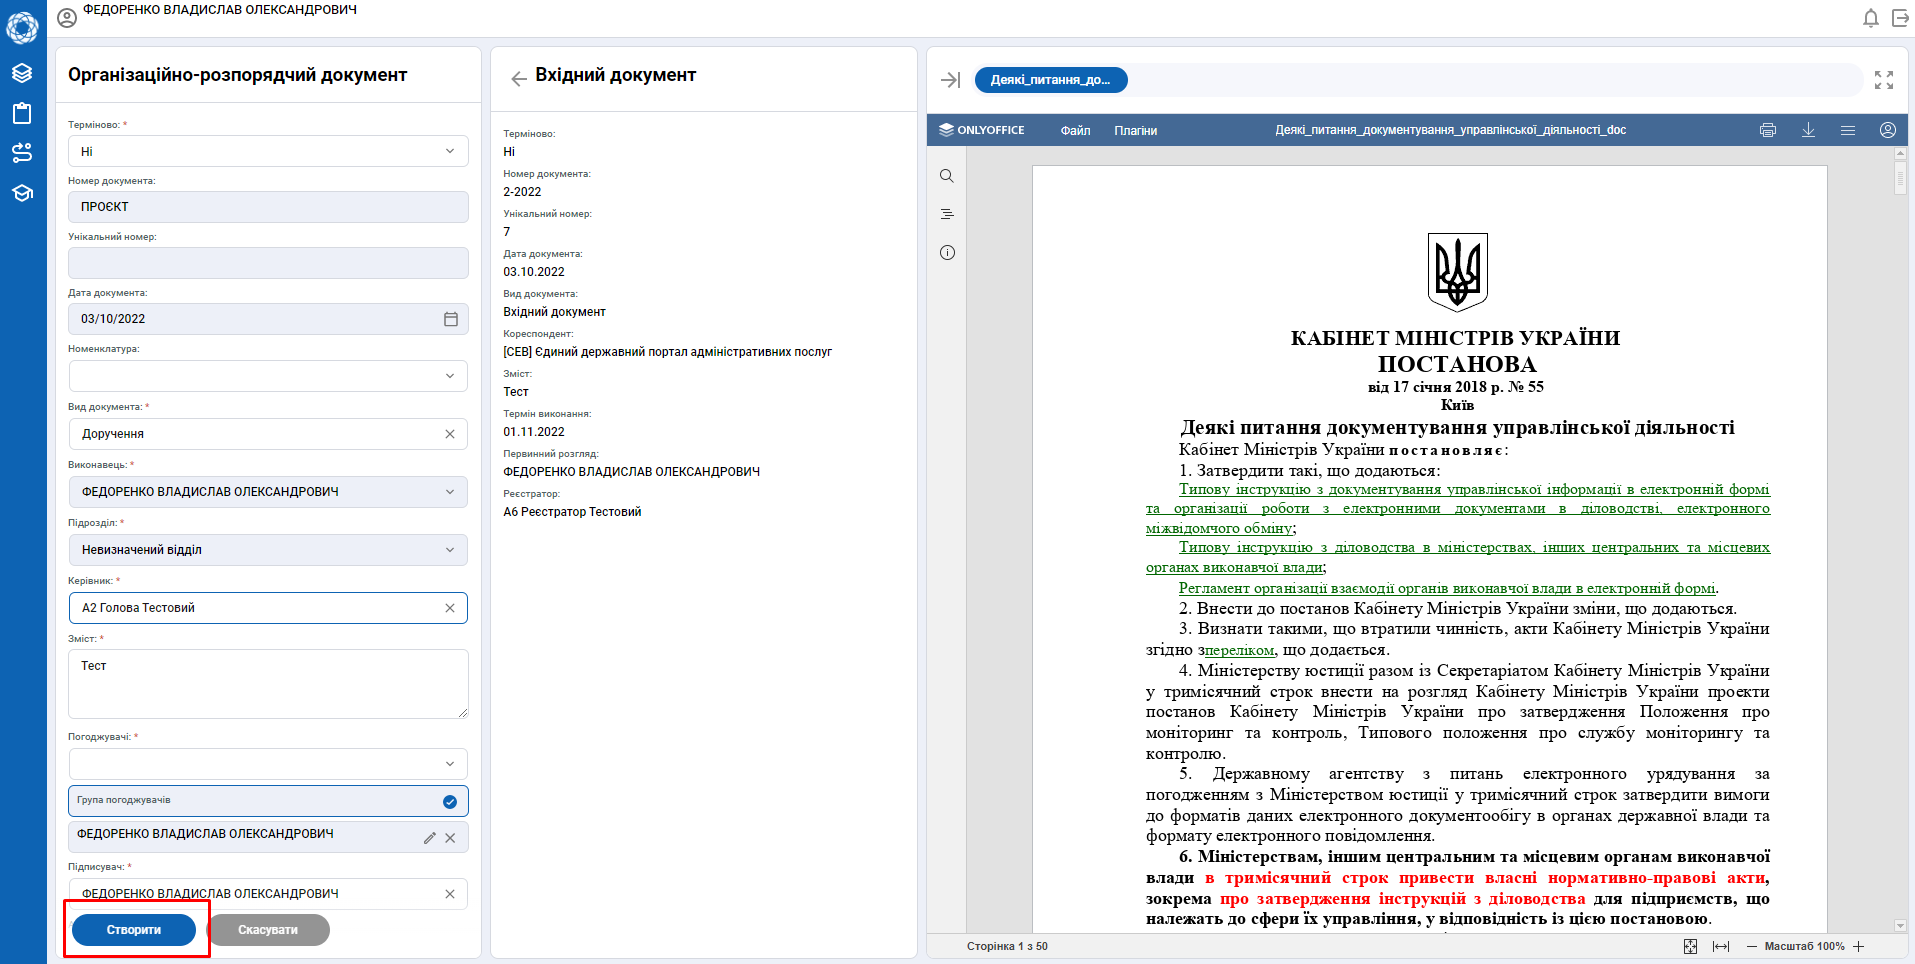 ФЕДОРЕНКО ВЛАДИСЛАВ ОЛЕКСАНДРОВИЧ
Організаційно-розпорядчий документ
Терміново: *
Ні
Номер документа:
ПРОЄКТ
Унікальний номер:
Дата документа:
03/10/2022
Номенклатура:
Вид документа: *
Доручення
Виконавець: *
ФЕДОРЕНКО ВЛАДИСЛАВ ОЛЕКСАНДРОВИЧ
Підрозділ: *
Невизначений відділ
Керівник: *
А2 Голова Тестовий
Зміст: *
Тест
Погоджувачі: *
Група погоджувачів
ФЕДОРЕНКО ВЛАДИСЛАВ ОЛЕКСАНДРОВИЧ
Підписувач: *
ФЕДОРЕНКО ВЛАДИСЛАВ ОЛЕКСАНДРОВИЧ
Створити
Скасувати
Вхідний документ
Терміново:
Ні
Номер документа:
2-2022
Унікальний номер:
7
Дата документа:
03.10.2022
Вид документа:
Вхідний документ
Кореспондент:
[СЕВ] Єдиний державний портал адміністративних послуг
Зміст:
Тест
Термін виконання:
01.11.2022
Первинний розгляд:
ФЕДОРЕНКО ВЛАДИСЛАВ ОЛЕКСАНДРОВИЧ
Реєстратор:
А6 Реєстратор Тестовий
Деякі_питання_до...
ONLYOFFICE
Файл
Плагіни
Деякі_питання_документування_управлінської_діяльності_doc
КАБІНЕТ МІНІСТРІВ УКРАЇНИ
ПОСТАНОВА
від 17 січня 2018 р. № 55
Київ
Деякі питання документування управлінської діяльності
Кабінет Міністрів України постановляє:
1. Затвердити такі, що додаються:
Типову інструкцію з документування управлінської інформації в електронній формі
та організації роботи з електронними документами в діловодстві, електронного
міжвідомчого обміну;
Типову інструкцію з діловодства в міністерствах, інших центральних та місцевих
органах виконавчої влади;
Регламент організації взаємодії органів виконавчої влади в електронній формі.
2. Внести до постанов Кабінету Міністрів України зміни, що додаються.
3. Визнати такими, що втратили чинність, акти Кабінету Міністрів України
згідно зпереліком, що додається.
4. Міністерству юстиції разом із Секретаріатом Кабінету Міністрів України
у тримісячний строк внести на розгляд Кабінету Міністрів України проекти
постанов Кабінету Міністрів України про затвердження Положення про
моніторинг та контроль, Типового положення про службу моніторингу та
контролю.
5. Державному агентству з питань електронного урядування за
погодженням з Міністерством юстиції у тримісячний строк затвердити вимоги
до форматів даних електронного документообігу в органах державної влади та
формату електронного повідомлення.
6. Міністерствам, іншим центральним та місцевим органам виконавчої
влади в тримісячний строк привести власні нормативно-правові акти,
зокрема про затвердження інструкцій з діловодства для підприємств, що
належать до сфери їх управління, у відповідність із цією постановою.
Сторінка 1 з 50
Масштаб 100%